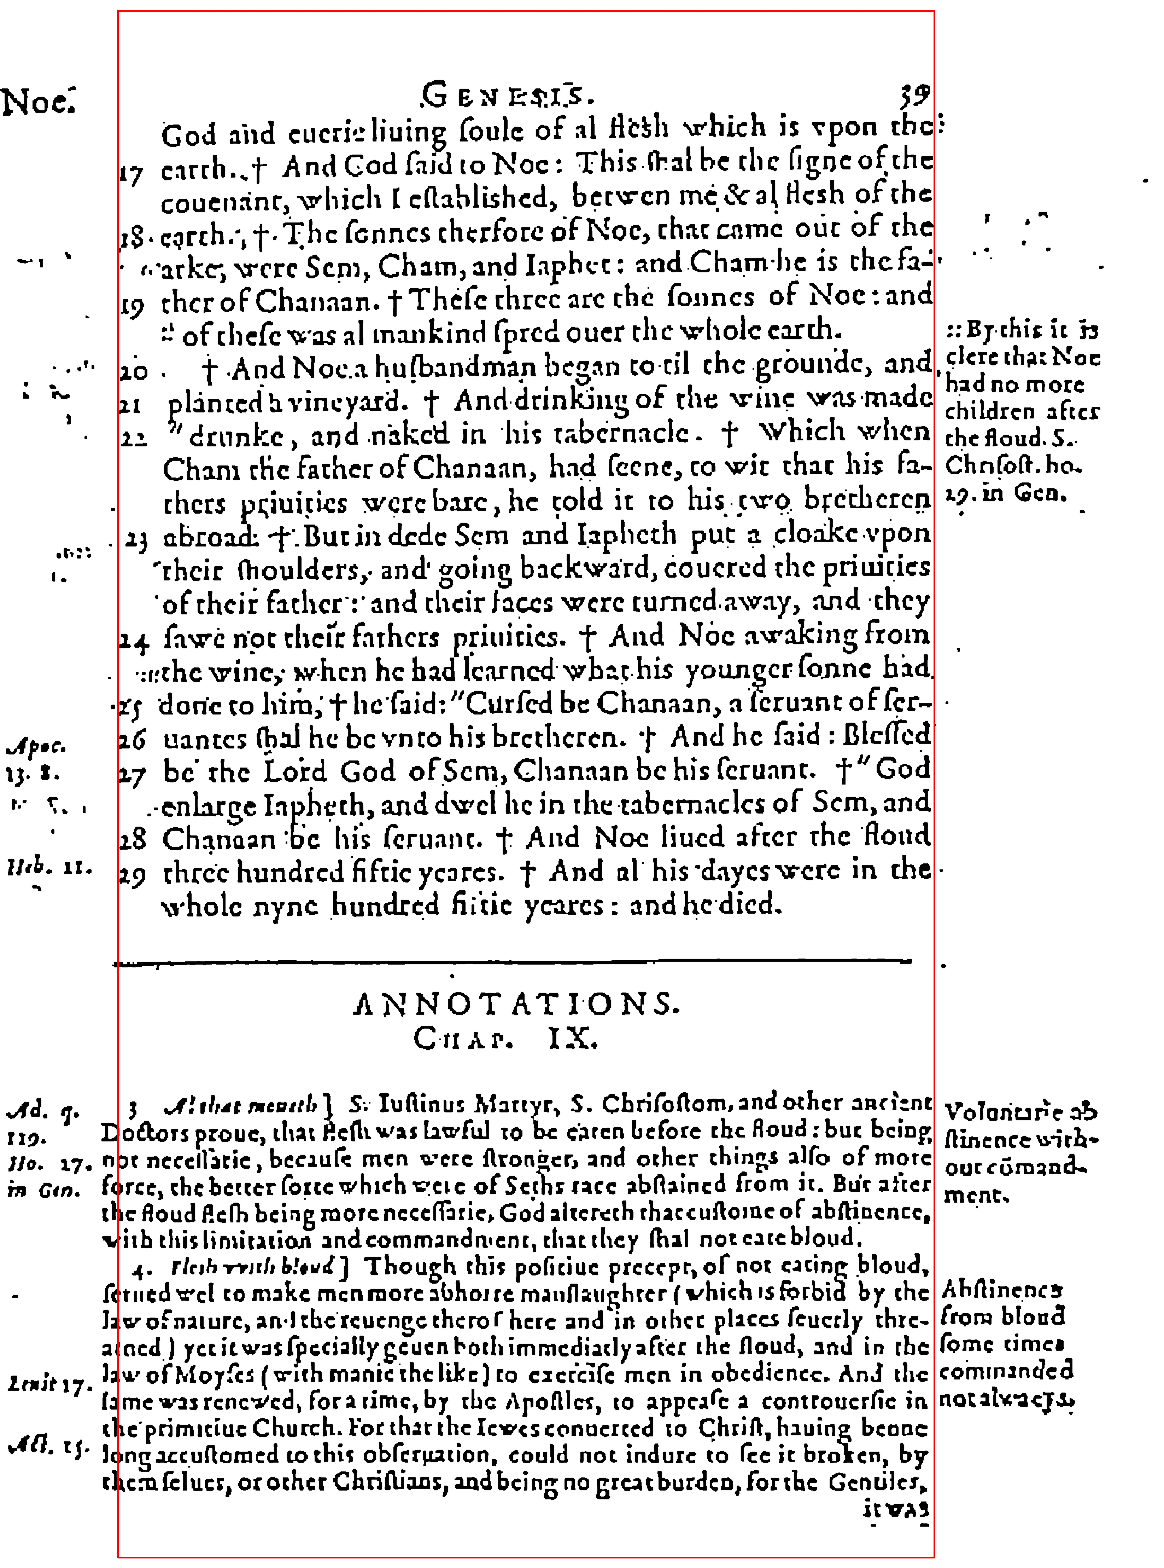 Noe. GENESIS. 39
God and euerie liuing ſoule of al fleſh which is vpon the
17 earth. † And God ſaid to Noe: This ſhal be the ſigne of the
couenant, which I eſtabliſhed, betwen me & al fleſh of the
18 earth. † The ſonnes therfore of Noe, that came out of the
arke, were Sem, Cham, and Iaphet: and Cham he is the fa-
19 ther of Chanaan. † Theſe three are the ſonnes of Noe: and
:: of theſe was al mankind ſpred ouer the whole earth.
20 † And Noe a huſbandman began to til the grounde, and
21 planted a vineyard. † And drinking of the wine was made
22 " drunke, and naked in his tabernacle. † Which when
Cham the father of Chanaan, had ſeene, to wit that his fa-
thers priuities were bare, he told it to his two bretheren
23 abroad. † But in dede Sem and Iapheth put a cloake vpon
their ſhoulders, and going backward, couered the priuities
of their father: and their faces were turned away, and they
24 ſawe not their fathers priuities. † And Noe awaking from
the wine, when he had learned what his younger ſonne had
25 done to him, † he ſaid: "Curſed be Chanaan, a ſeruant of ſer-
26 uantes ſhal he be vnto his bretheren. † And he ſaid: Bleſſed
27 be the Lord God of Sem, Chanaan be his ſeruant. † "God
enlarge Iapheth, and dwel he in the tabernacles of Sem, and
28 Chanaan be his ſeruant. † And Noe liued after the floud
29 three hundred fiftie yeares. † And al his dayes were in the
whole nyne hundred fiftie yeares: and he died.
:: By this it is
clere that Noe
had no more
children after
the floud. S.
Chriſoſt. ho.
29. in Gen.
Apoc.
13. 8.
Heb. 11.
ANNOTATIONS.
CHAP. IX.
3 Al that moueth] S. Iuſtinus Martyr, S. Chriſoſtom, and other ancient
Doctors proue, that fleſh was lawful to be eaten before the floud: but being
not neceſſarie, becauſe men were ſtronger, and other things alſo of more
force, the better ſorte which were of Seths race abſtained from it. But after
the floud fleſh being more neceſſarie, God altereth that cuſtome of abſtinence,
with this limitation and commandment, that they ſhal not eate bloud.
4. Fleſh with bloud] Though this poſitiue precept, of not eating bloud,
ſerued wel to make men more abhorre manſlaughter (which is forbid by the
law of nature, and the reuenge therof here and in other places ſeuerly thre-
atned) yet it was ſpecially geuen both immediatly after the floud, and in the
law of Moyſes (with manie the like) to exerciſe men in obedience. And the
ſame was renewed, for a time, by the Apoſtles, to appeaſe a controuerſie in
the primitiue Church. For that the Iewes conuerted to Chriſt, hauing beene
long accuſtomed to this obſeruation, could not indure to ſee it broken, by
them ſelues, or other Chriſtians, and being no great burden, for the Gentiles,
it was
Ad. q.
119.
Ho. 27.
in Gen.
Leuit 17.
Act. 15.
Voluntarie ab
ſtinence with-
out cōmand-
ment.
Abſtinence
from bloud
ſome times
commanded
not alwayes.